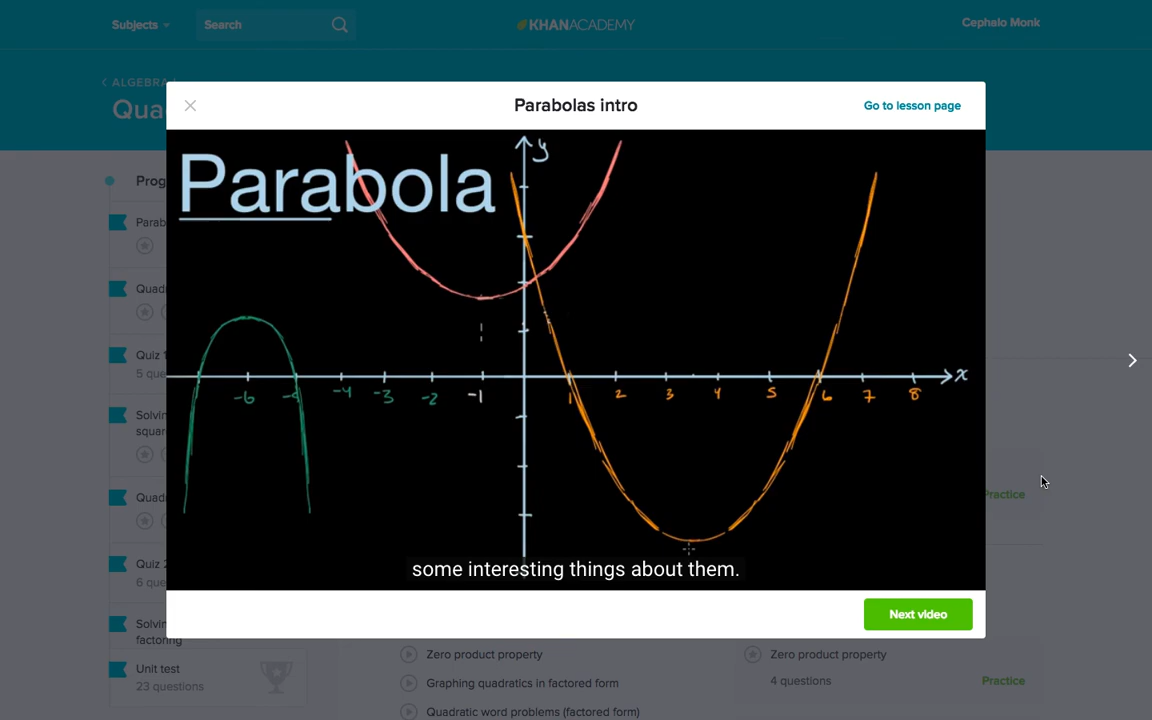 Subjects
Search
KHANACADEMY
Cephalo Monk
ALGEBRA
Qua
Parabolas intro
Go to lesson page
Parabola
y
x
-6
-4
-3
-2
-1
1
2
3
4
5
6
7
8
some interesting things about them.
Next video
Prog
Parab
Quadr
Quiz 1
5 que
Solvin
squar
Quad
Quiz 2
6 que
Solvin
factoring
Unit test
23 questions
Practice
Zero product property
Graphing quadratics in factored form
Quadratic word problems (factored form)
Zero product property
4 questions
Practice